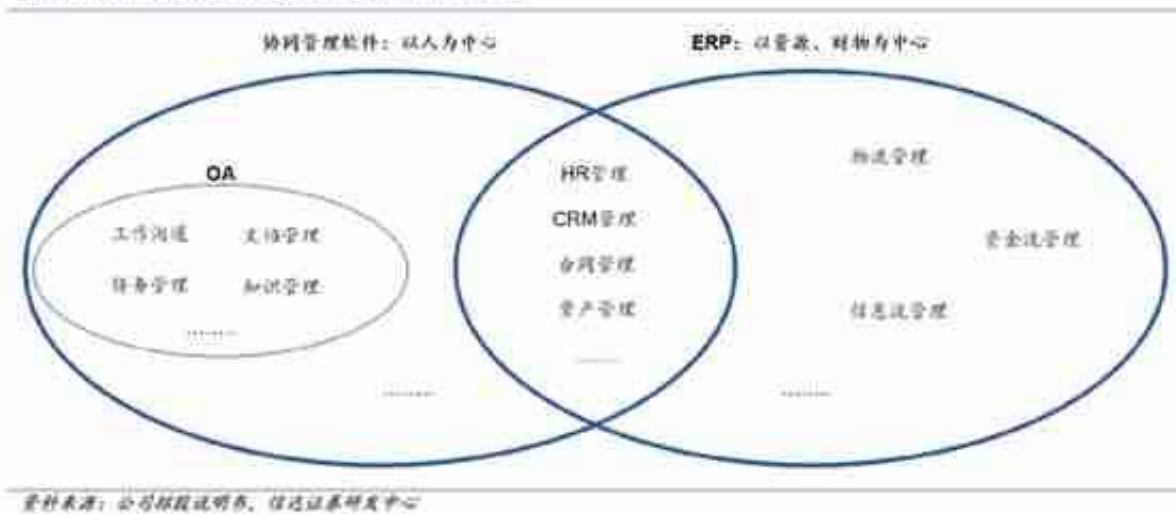 协同管理软件：以人为中心
ERP：以资源、财物为中心
OA
工作沟通 文档管理
任务管理 知识管理
........
HR管理
CRM管理
合同管理
资产管理
........
物流管理
资金流管理
信息流管理
........
........
资料来源：公司招股说明书，信达证券研发中心